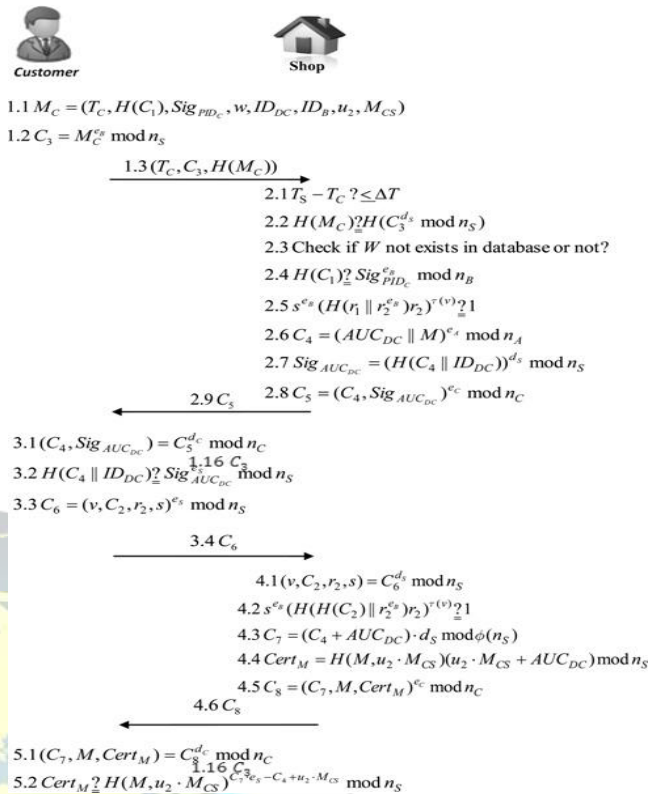 Customer
Shop
1.1 M_C = (T_C, H(C_1), Sig_{PID_C}, w, ID_{DC}, ID_B, u_2, M_{CS})
1.2 C_3 = M_C^{e_s} mod n_S
1.3 (T_C, C_3, H(M_C))
2.1 T_S − T_C ?≤ ΔT
2.2 H(M_C) ?= H(C_3^{d_s} mod n_S)
2.3 Check if W not exists in database or not?
2.4 H(C_1) ?= Sig_{PID_C}^{e_B} mod n_B
2.5 s^{e_B} (H(r_1 || r_2^{e_B}) r_2)^{τ(v)} ?= 1
2.6 C_4 = (AUC_{DC} || M)^{e_A} mod n_A
2.7 Sig_{AUC_{DC}} = (H(C_4 || ID_{DC}))^{d_s} mod n_S
2.8 C_5 = (C_4, Sig_{AUC_{DC}})^{e_C} mod n_C
2.9 C_5
3.1 (C_4, Sig_{AUC_{DC}}) = C_5^{d_C} mod n_C
1.16 C_3
3.2 H(C_4 || ID_{DC}) ?= Sig_{AUC_{DC}}^{e_s} mod n_S
3.3 C_6 = (v, C_2, r_2, s)^{e_s} mod n_S
3.4 C_6
4.1 (v, C_2, r_2, s) = C_6^{d_s} mod n_S
4.2 s^{e_B} (H(H(C_2) || r_2^{e_B}) r_2)^{τ(v)} ?= 1
4.3 C_7 = (C_4 + AUC_{DC}) · d_S mod ϕ(n_S)
4.4 Cert_M = H(M, u_2 · M_{CS})(u_2 · M_{CS} + AUC_{DC}) mod n_S
4.5 C_8 = (C_7, M, Cert_M)^{e_C} mod n_C
4.6 C_8
5.1 (C_7, M, Cert_M) = C_8^{d_C} mod n_C
1.16 C_3
5.2 Cert_M ?= H(M, u_2 · M_{CS})^{C_7·e_S − C_4 + u_2 · M_{CS}} mod n_S